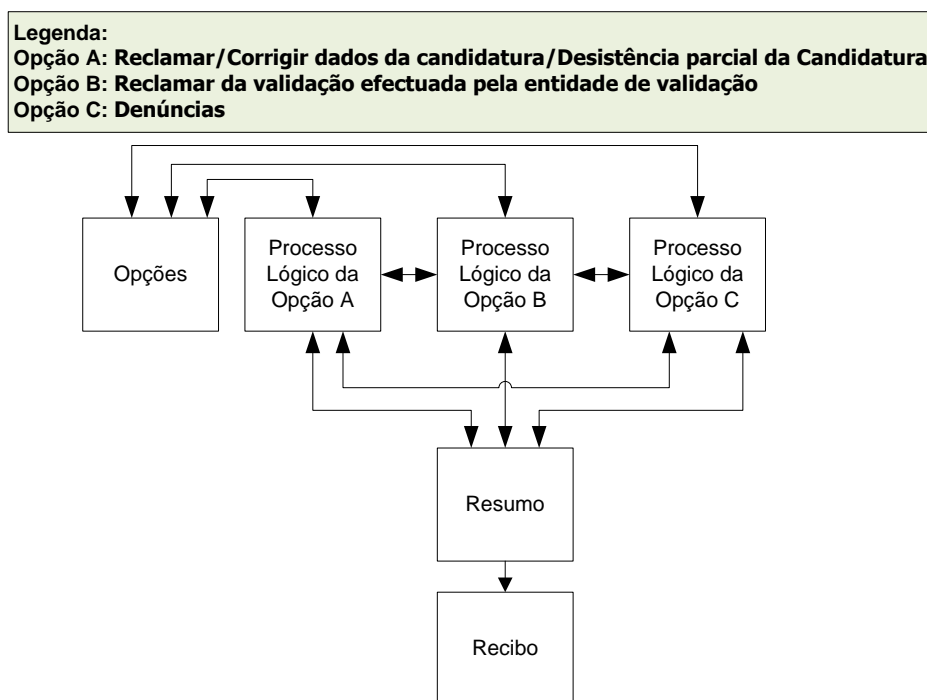 Legenda:
Opção A: Reclamar/Corrigir dados da candidatura/Desistência parcial da Candidatura
Opção B: Reclamar da validação efectuada pela entidade de validação
Opção C: Denúncias
Opções
Processo
Lógico da
Opção A
Processo
Lógico da
Opção B
Processo
Lógico da
Opção C
Resumo
Recibo